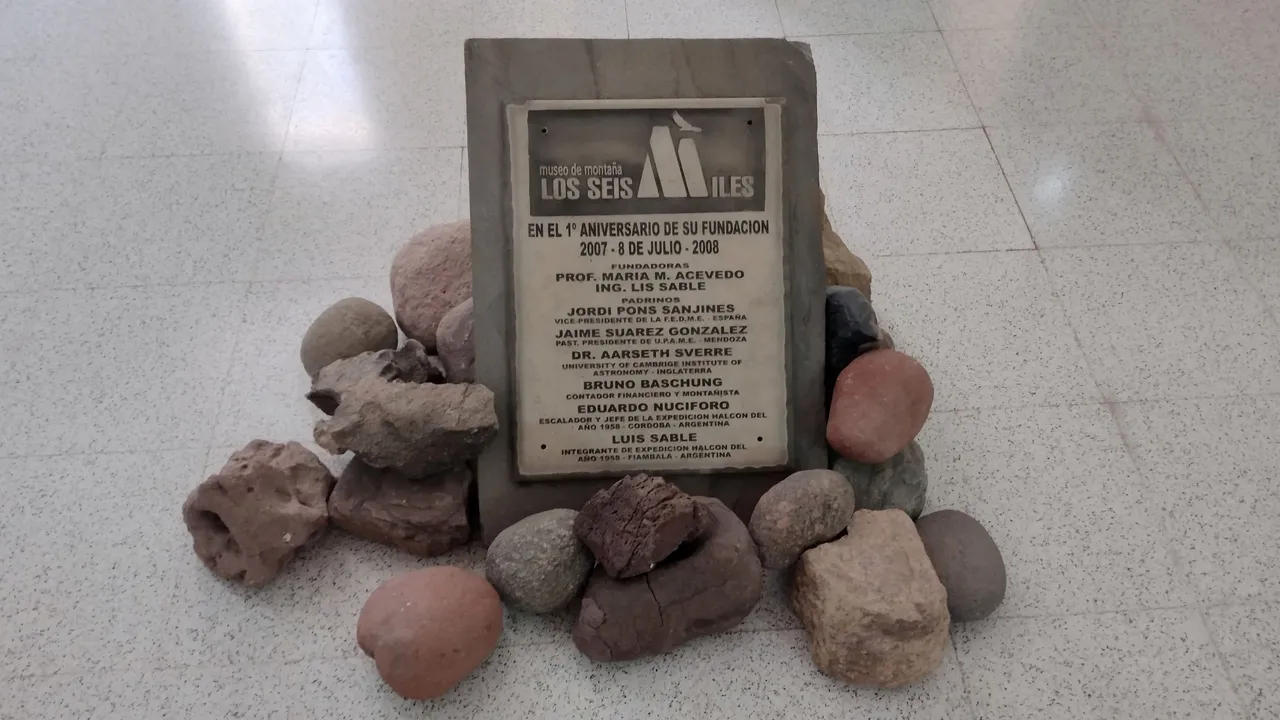 museo de montaña
LOS SEIS MILES
EN EL 1º ANIVERSARIO DE SU FUNDACION
2007 - 8 DE JULIO - 2008
FUNDADORAS
PROF. MARIA M. ACEVEDO
ING. LIS SABLE
PADRINOS
JORDI PONS SANJINES
VICE-PRESIDENTE DE LA F.E.D.M.E. - ESPAÑA
JAIME SUAREZ GONZALEZ
PAST. PRESIDENTE DE U.P.A.M.E. - MENDOZA
DR. AARSETH SVERRE
UNIVERSITY OF CAMBRIGE INSTITUTE OF
ASTRONOMY - INGLATERRA
BRUNO BASCHUNG
CONTADOR FINANCIERO Y MONTAÑISTA
EDUARDO NUCIFORO
ESCALADOR Y JEFE DE LA EXPEDICION HALCON DEL
AÑO 1958 - CORDOBA - ARGENTINA
LUIS SABLE
INTEGRANTE DE EXPEDICION HALCON DEL
AÑO 1958 - FIAMBALA - ARGENTINA